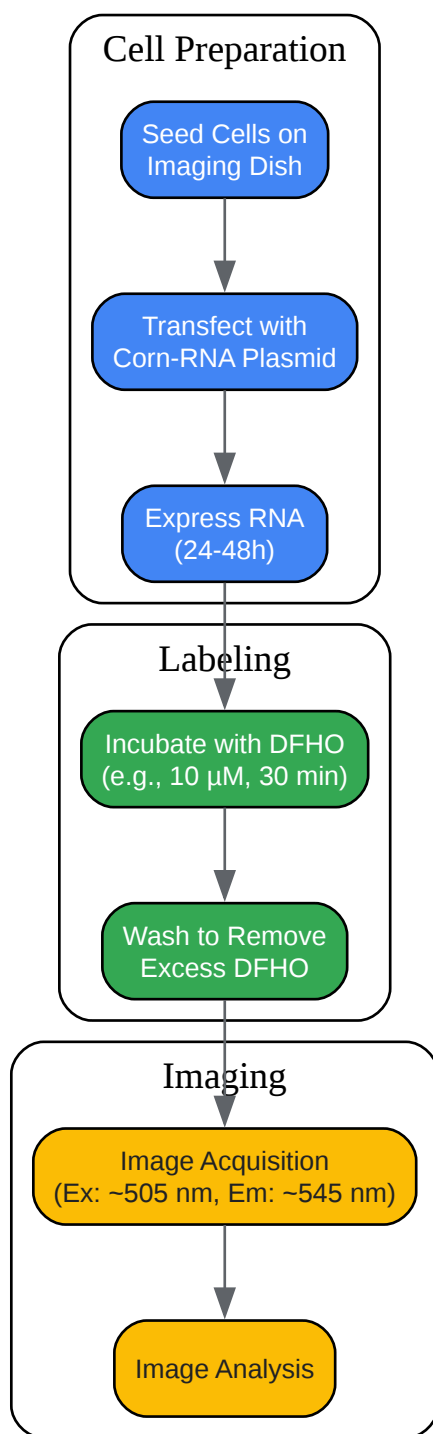 Cell Preparation
Seed Cells on
Imaging Dish
Transfect with
Corn-RNA Plasmid
Express RNA
(24-48h)
Labeling
Incubate with DFHO
(e.g., 10 µM, 30 min)
Wash to Remove
Excess DFHO
Imaging
Image Acquisition
(Ex: ~505 nm, Em: ~545 nm)
Image Analysis